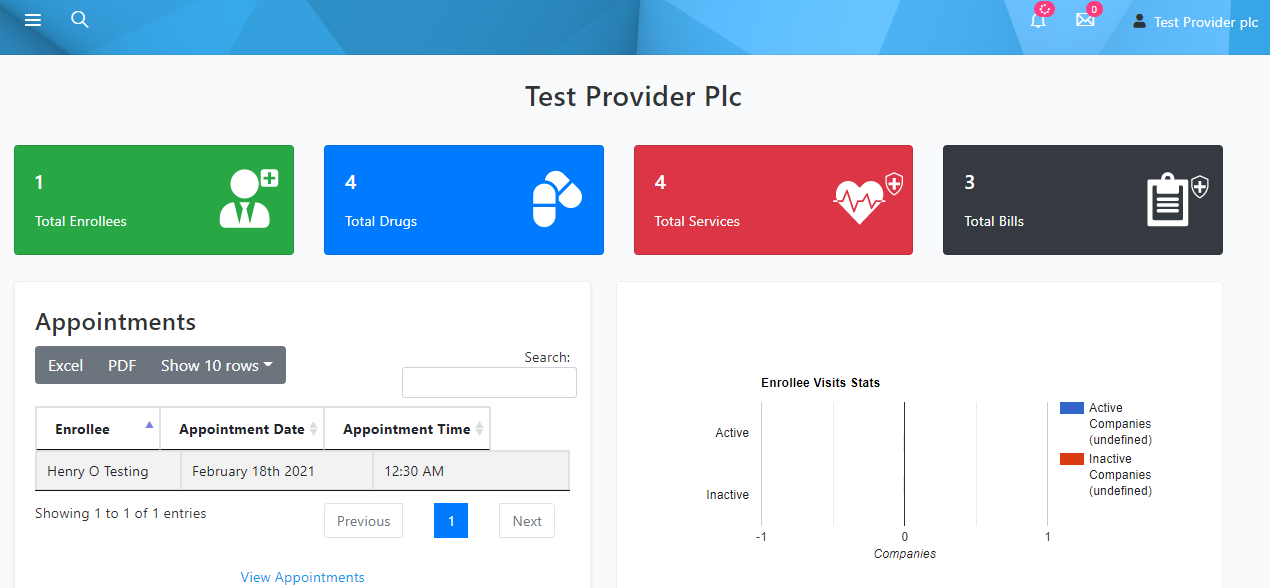 0
Test Provider plc
Test Provider Plc
1
Total Enrollees
4
Total Drugs
4
Total Services
3
Total Bills
Appointments
Excel PDF Show 10 rows
Search:
Enrollee Appointment Date Appointment Time
Henry O Testing February 18th 2021 12:30 AM
Showing 1 to 1 of 1 entries
Previous 1 Next
View Appointments
Enrollee Visits Stats
Active
Inactive
-1 0 1
Companies
Active
Companies
(undefined)
Inactive
Companies
(undefined)